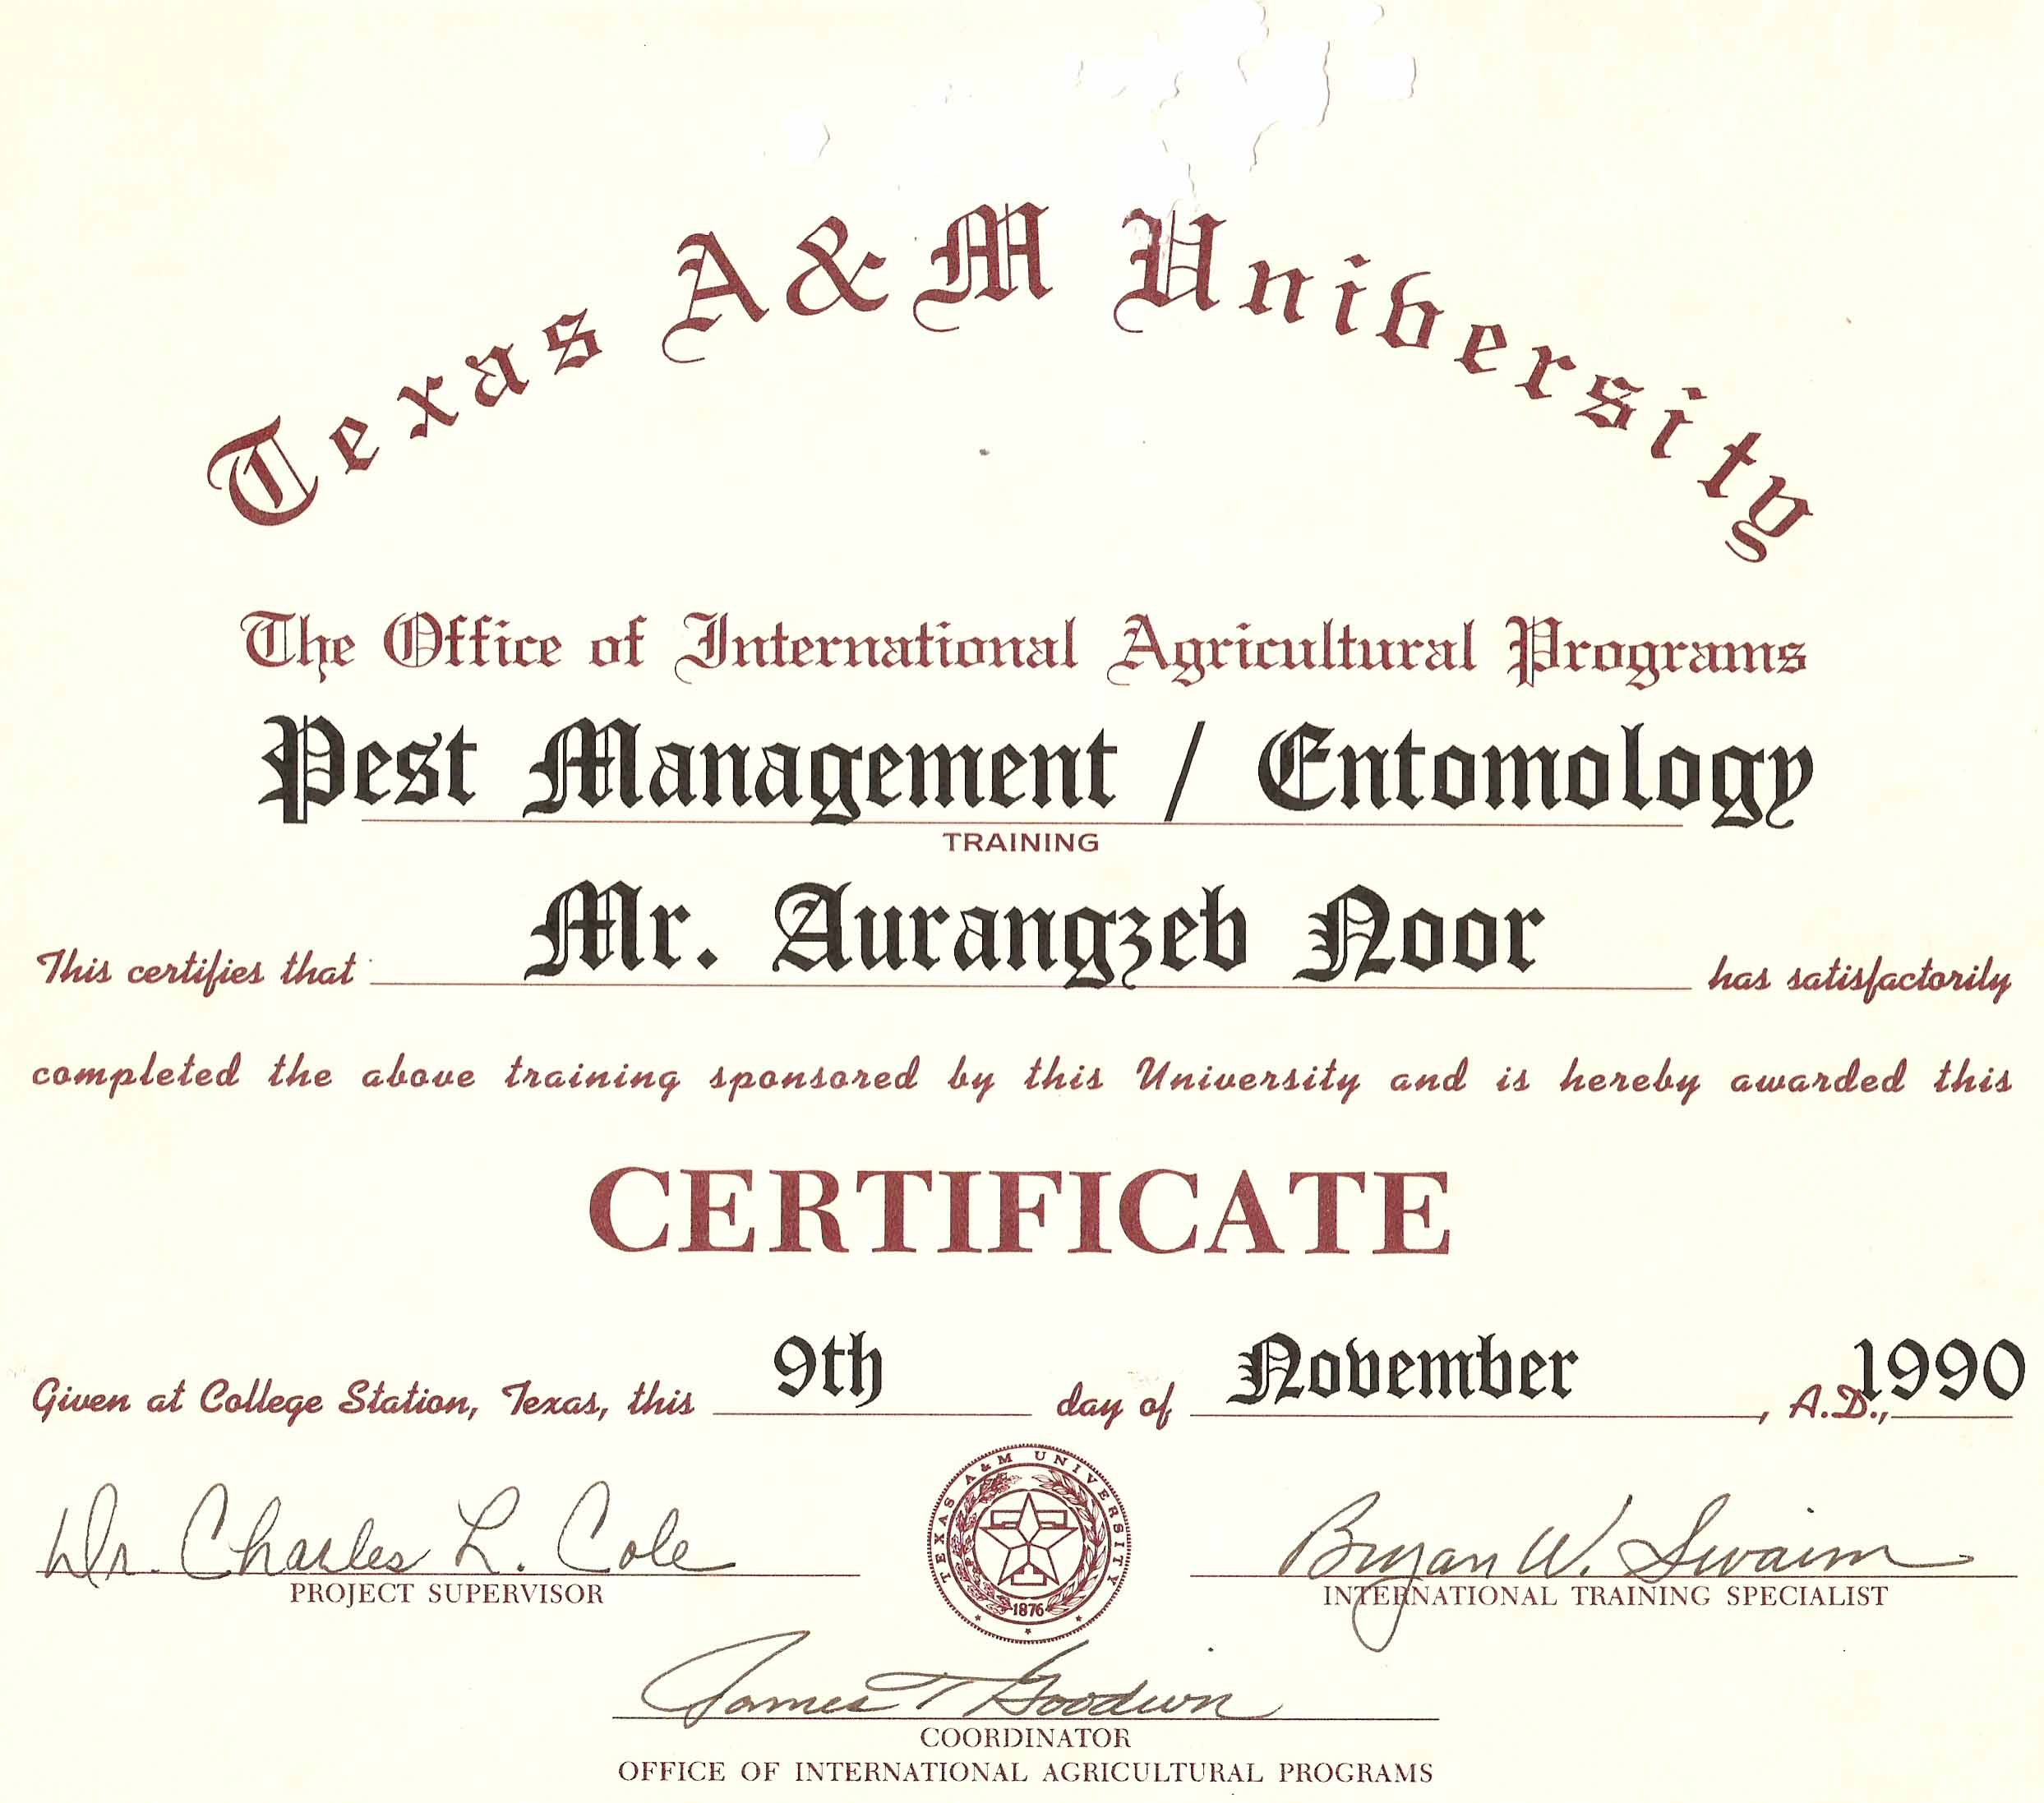 Texas A&M University
The Office of International Agricultural Programs
Pest Management / Entomology
TRAINING
This certifies that Mr. Aurangzeb Noor has satisfactorily
completed the above training sponsored by this University and is hereby awarded this
CERTIFICATE
Given at College Station, Texas, this 9th day of November, A.D., 1990
Dr. Charles L. Cole
PROJECT SUPERVISOR
TEXAS A&M UNIVERSITY
1876
Bryan W. Swaim
INTERNATIONAL TRAINING SPECIALIST
James T Goodwin
COORDINATOR
OFFICE OF INTERNATIONAL AGRICULTURAL PROGRAMS